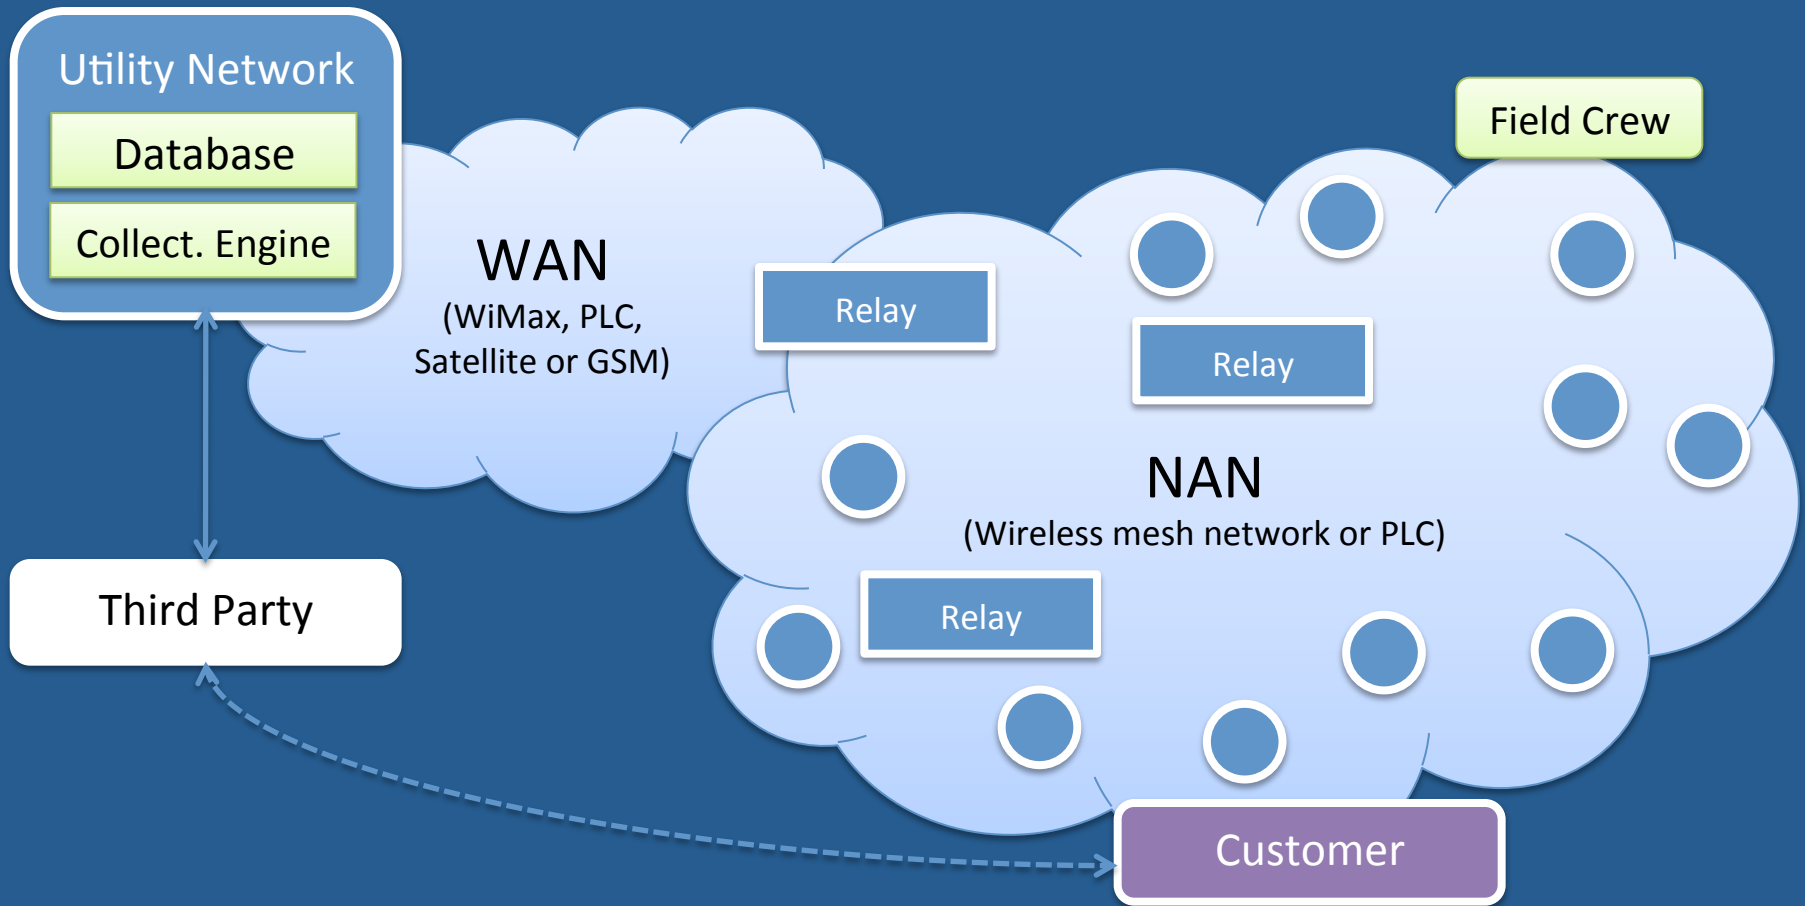 Utility Network
Database
Collect. Engine
WAN
(WiMax, PLC,
Satellite or GSM)
Field Crew
Relay
Relay
NAN
(Wireless mesh network or PLC)
Relay
Third Party
Customer